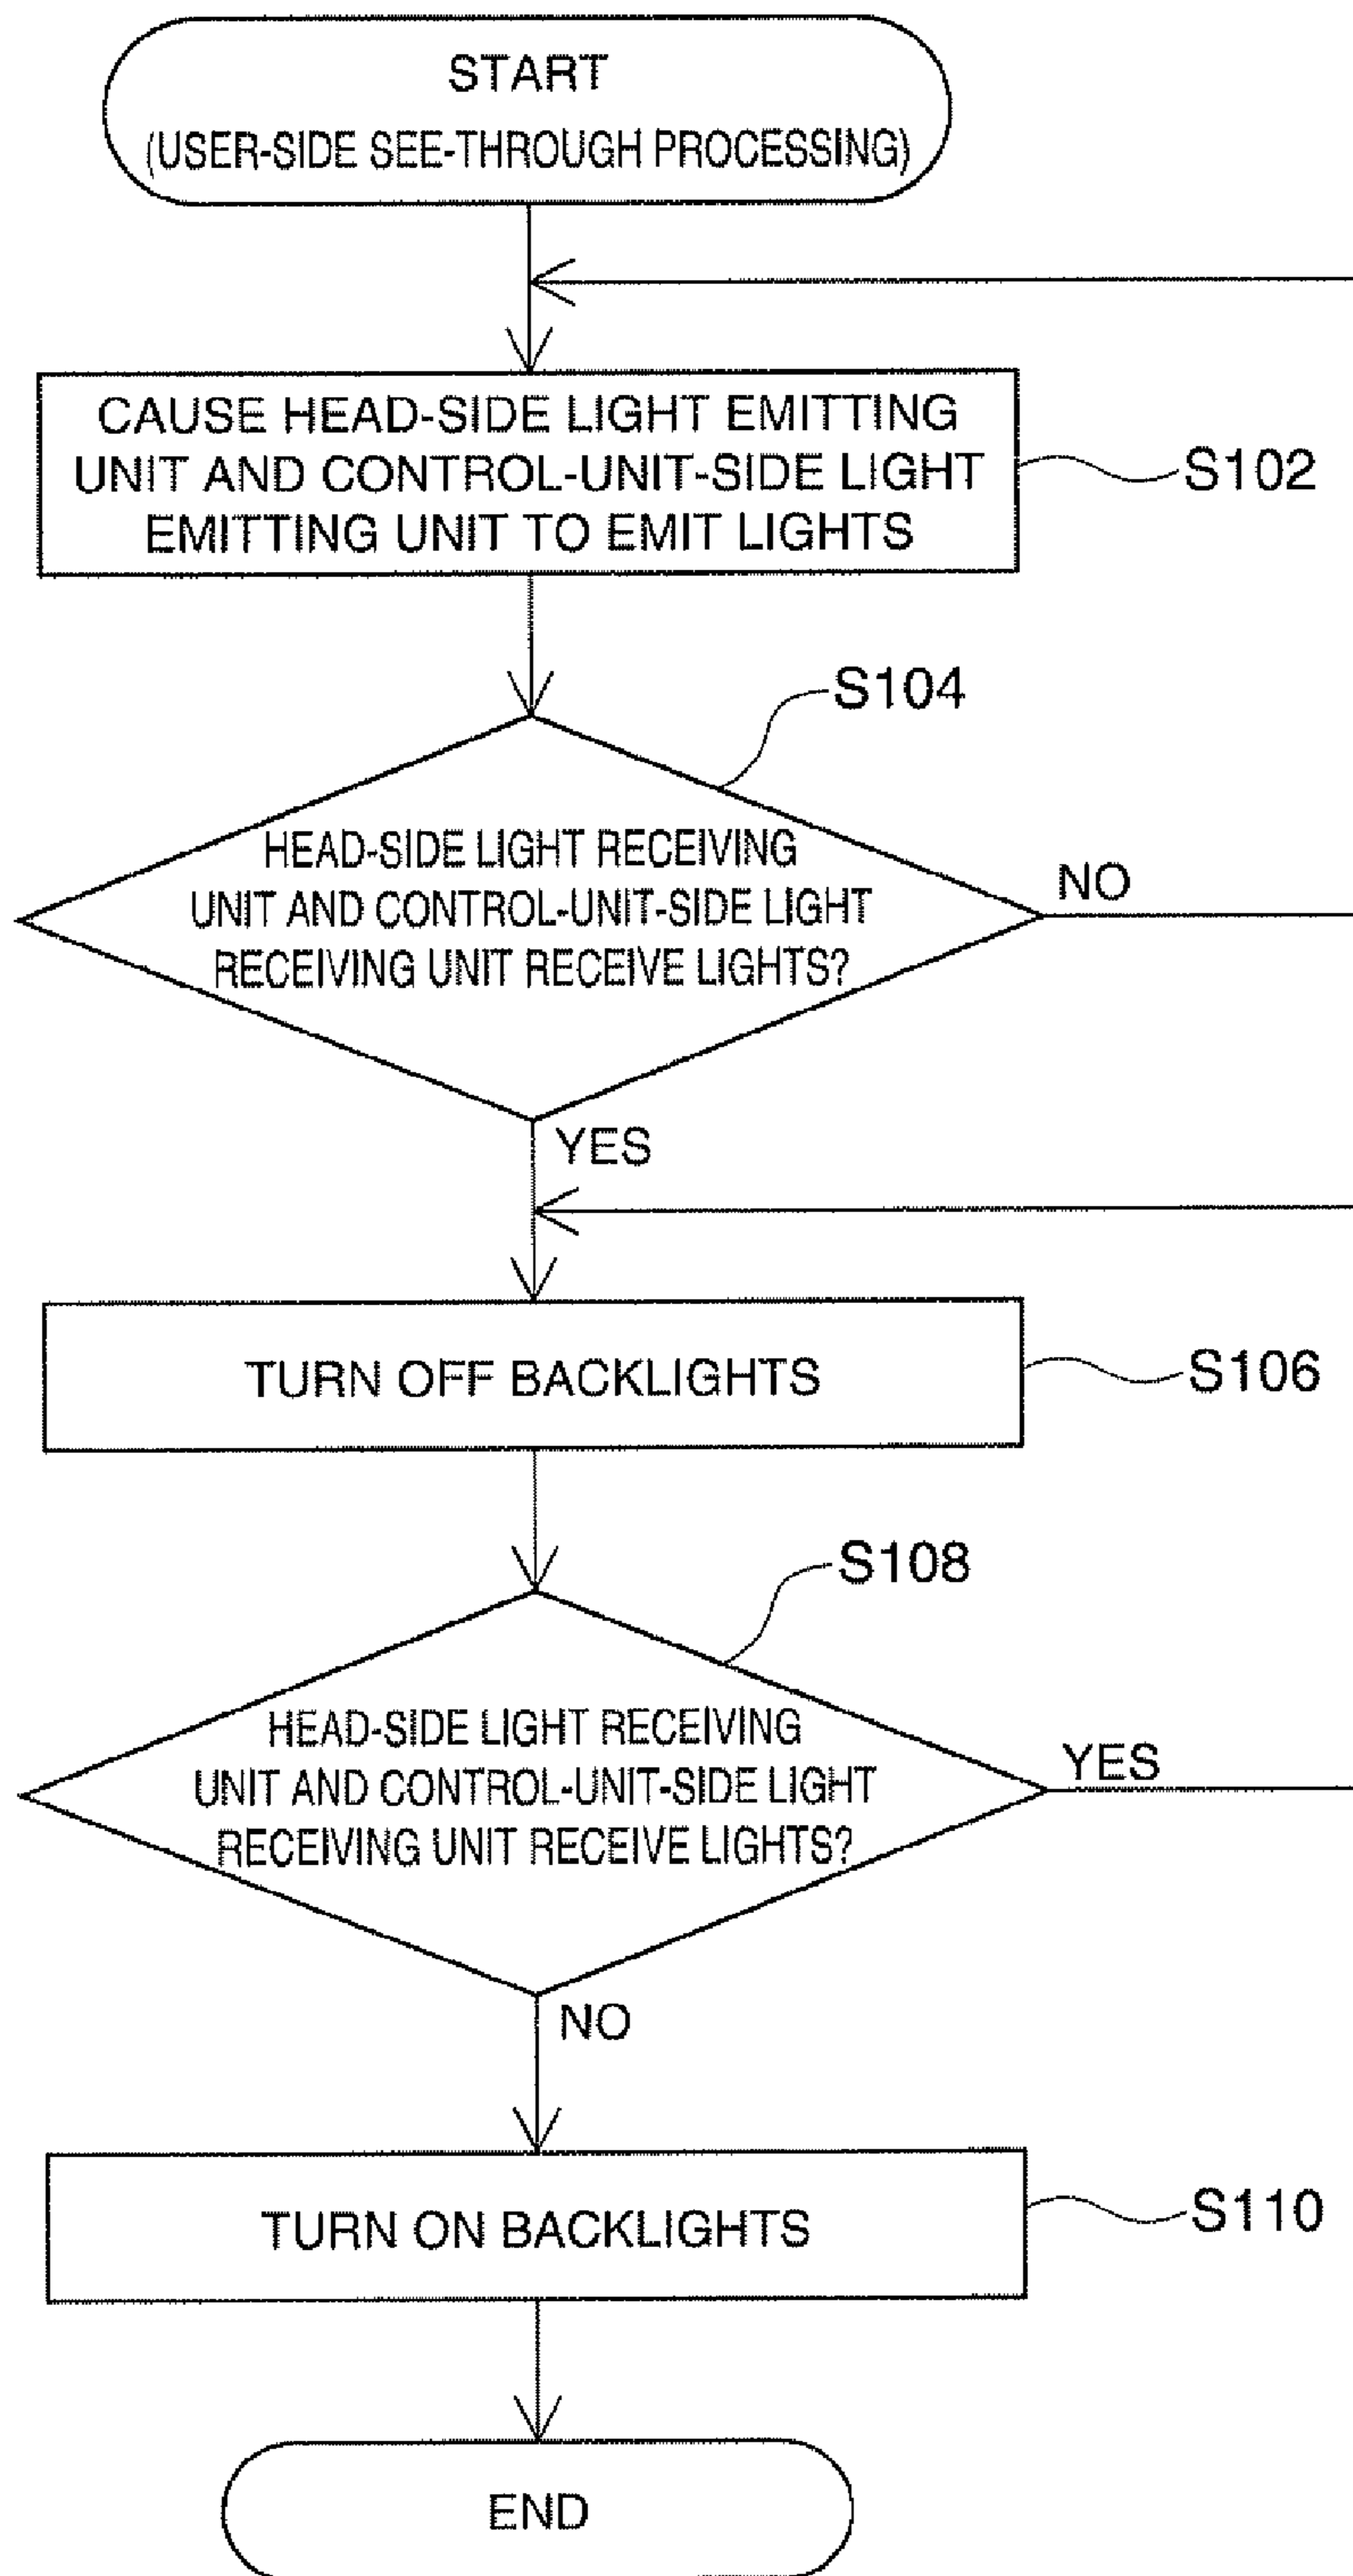 START
(USER-SIDE SEE-THROUGH PROCESSING)
CAUSE HEAD-SIDE LIGHT EMITTING
UNIT AND CONTROL-UNIT-SIDE LIGHT
EMITTING UNIT TO EMIT LIGHTS
S102
S104
HEAD-SIDE LIGHT RECEIVING
UNIT AND CONTROL-UNIT-SIDE LIGHT
RECEIVING UNIT RECEIVE LIGHTS?
NO
YES
TURN OFF BACKLIGHTS
S106
S108
HEAD-SIDE LIGHT RECEIVING
UNIT AND CONTROL-UNIT-SIDE LIGHT
RECEIVING UNIT RECEIVE LIGHTS?
YES
NO
TURN ON BACKLIGHTS
S110
END